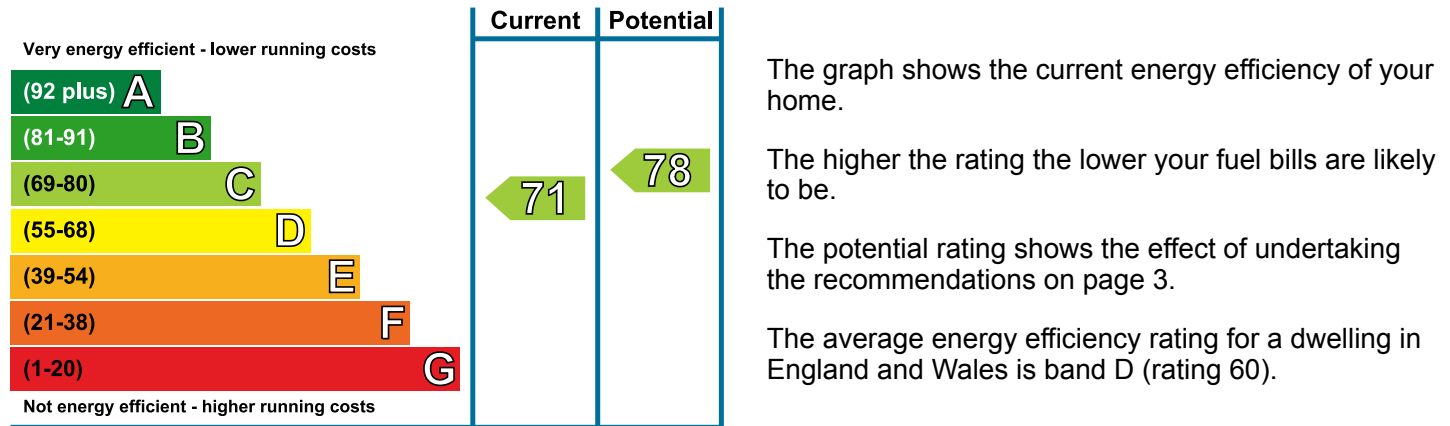 Current Potential
Very energy efficient - lower running costs
(92 plus) A
(81-91) B
(69-80) C
(55-68) D
(39-54) E
(21-38) F
(1-20) G
Not energy efficient - higher running costs
71
78
The graph shows the current energy efficiency of your
home.
The higher the rating the lower your fuel bills are likely
to be.
The potential rating shows the effect of undertaking
the recommendations on page 3.
The average energy efficiency rating for a dwelling in
England and Wales is band D (rating 60).